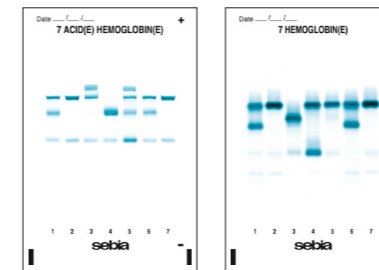 Date ___ /___ /___ +
7 ACID(E) HEMOGLOBIN(E)
1 2 3 4 5 6 7
sebia -
Date ___ /___ /___
7 HEMOGLOBIN(E)
1 2 3 4 5 6 7
sebia